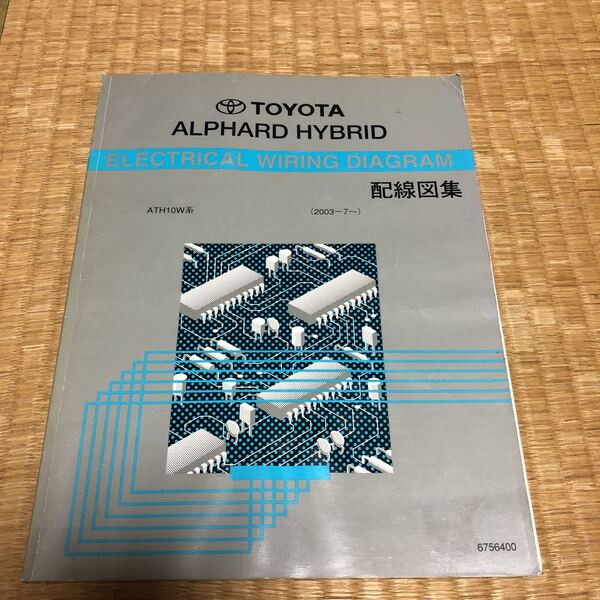 TOYOTA
ALPHARD HYBRID
ELECTRICAL WIRING DIAGRAM
配線図集
ATH10W系 (2003－7～)
6756400